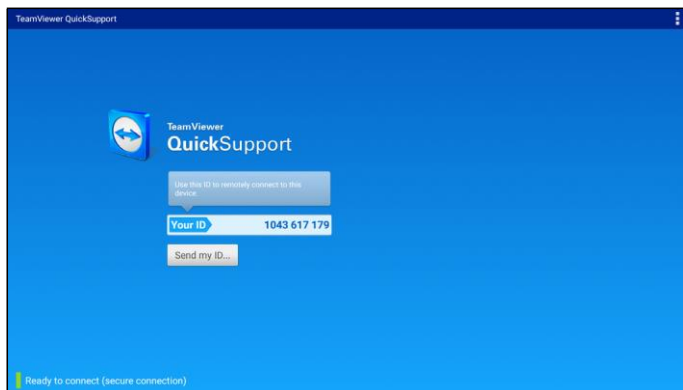 TeamViewer QuickSupport
TeamViewer
QuickSupport
Use this ID to remotely connect to this
device
Your ID
1043 617 179
Send my ID...
Ready to connect (secure connection)